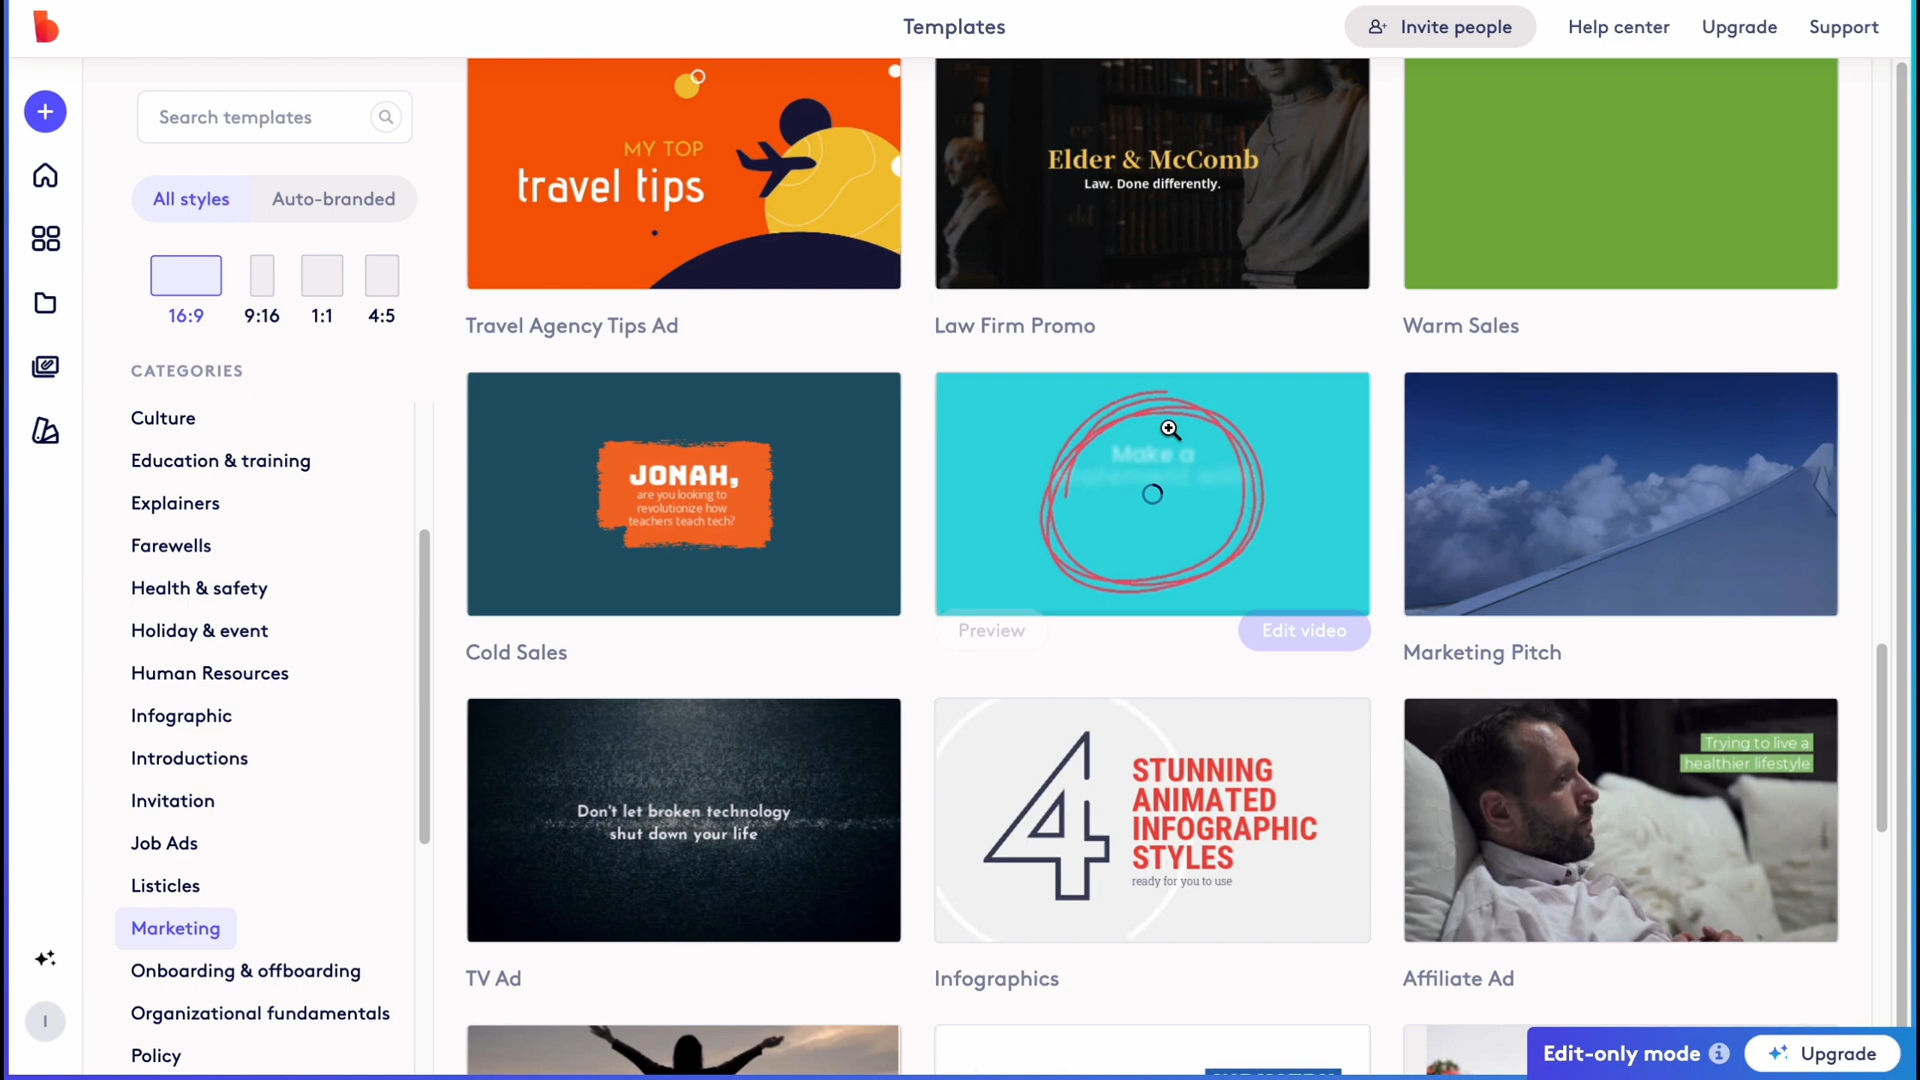 Templates
Invite people
Help center
Upgrade
Support
Search templates
All styles
Auto-branded
16:9
9:16
1:1
4:5
CATEGORIES
Culture
Education & training
Explainers
Farewells
Health & safety
Holiday & event
Human Resources
Infographic
Introductions
Invitation
Job Ads
Listicles
Marketing
Onboarding & offboarding
Organizational fundamentals
Policy
I
MY TOP
travel tips
Travel Agency Tips Ad
Elder & McComb
Law. Done differently.
Law Firm Promo
Warm Sales
JONAH,
are you looking to
revolutionize how
teachers teach tech?
Cold Sales
Make a
Preview
Edit video
Marketing Pitch
Don't let broken technology
shut down your life
TV Ad
4
STUNNING
ANIMATED
INFOGRAPHIC
STYLES
ready for you to use
Infographics
Trying to live a
healthier lifestyle
Affiliate Ad
Edit-only mode
Upgrade